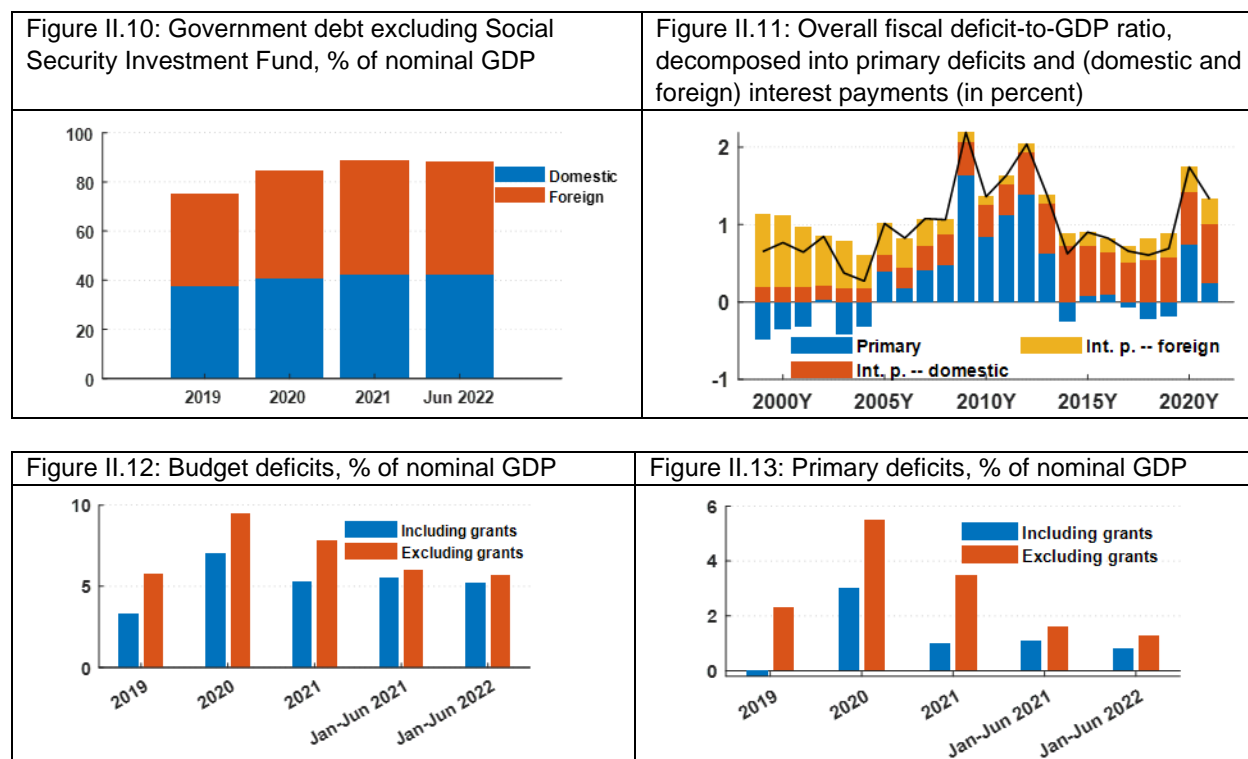 Figure II.10: Government debt excluding Social
Security Investment Fund, % of nominal GDP
100
80
60
40
20
0
Domestic
Foreign
2019 2020 2021 Jun 2022
Figure II.11: Overall fiscal deficit-to-GDP ratio,
decomposed into primary deficits and (domestic and
foreign) interest payments (in percent)
2
1
0
-1
Primary Int. p. -- foreign
Int. p. -- domestic
2000Y 2005Y 2010Y 2015Y 2020Y
Figure II.12: Budget deficits, % of nominal GDP
10
5
0
Including grants
Excluding grants
2019 2020 2021 Jan-Jun 2021 Jan-Jun 2022
Figure II.13: Primary deficits, % of nominal GDP
6
4
2
0
Including grants
Excluding grants
2019 2020 2021 Jan-Jun 2021 Jan-Jun 2022